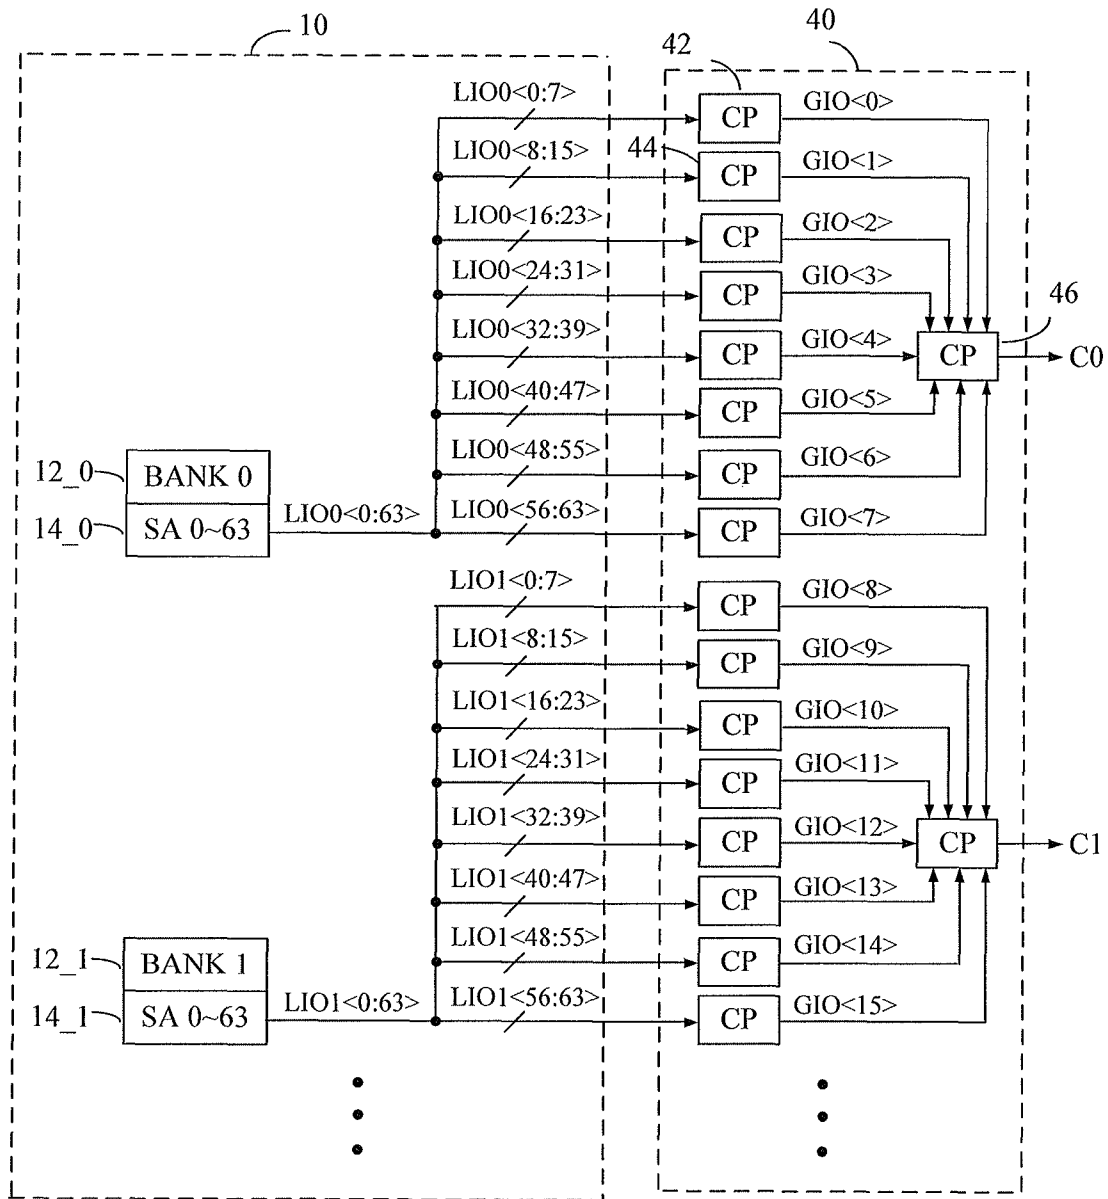 10
40
42
LIO0<0:7>
CP
GIO<0>
LIO0<8:15>
44
CP
GIO<1>
LIO0<16:23>
CP
GIO<2>
LIO0<24:31>
CP
GIO<3>
46
LIO0<32:39>
CP
GIO<4>
CP
C0
LIO0<40:47>
CP
GIO<5>
LIO0<48:55>
CP
GIO<6>
12_0
BANK 0
14_0
SA 0~63
LIO0<0:63>
LIO0<56:63>
CP
GIO<7>
LIO1<0:7>
CP
GIO<8>
LIO1<8:15>
CP
GIO<9>
LIO1<16:23>
CP
GIO<10>
LIO1<24:31>
CP
GIO<11>
LIO1<32:39>
CP
GIO<12>
CP
C1
LIO1<40:47>
CP
GIO<13>
LIO1<48:55>
CP
GIO<14>
12_1
BANK 1
14_1
SA 0~63
LIO1<0:63>
LIO1<56:63>
CP
GIO<15>